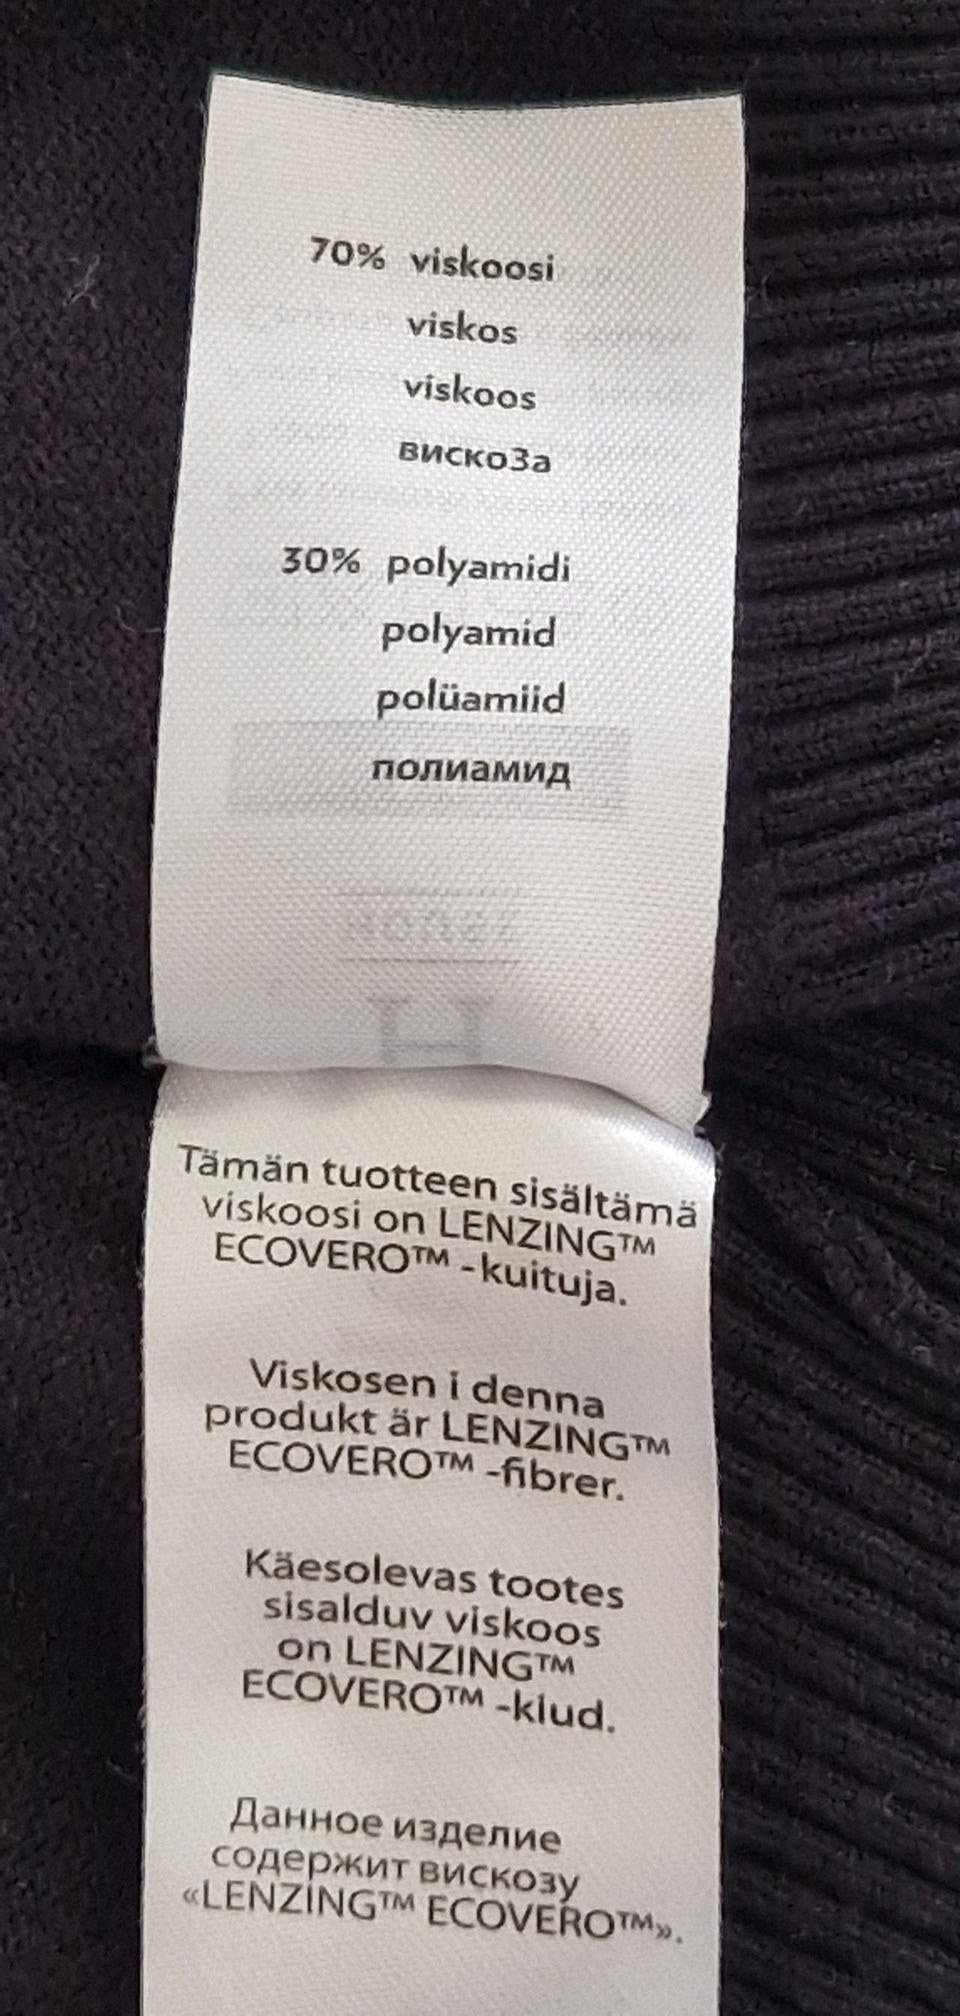 70% viskoosi
viskos
viskoos
вискоЗа
30% polyamidi
polyamid
polüamiid
полиамид
Tämän tuotteen sisältämä
viskoosi on LENZING™
ECOVERO™ -kuituja.
Viskosen i denna
produkt är LENZING™
ECOVERO™ -fibrer.
Käesolevas tootes
sisalduv viskoos
on LENZING™
ECOVERO™ -klud.
Данное изделие
содержит вискозу
«LENZING™ ECOVERO™».